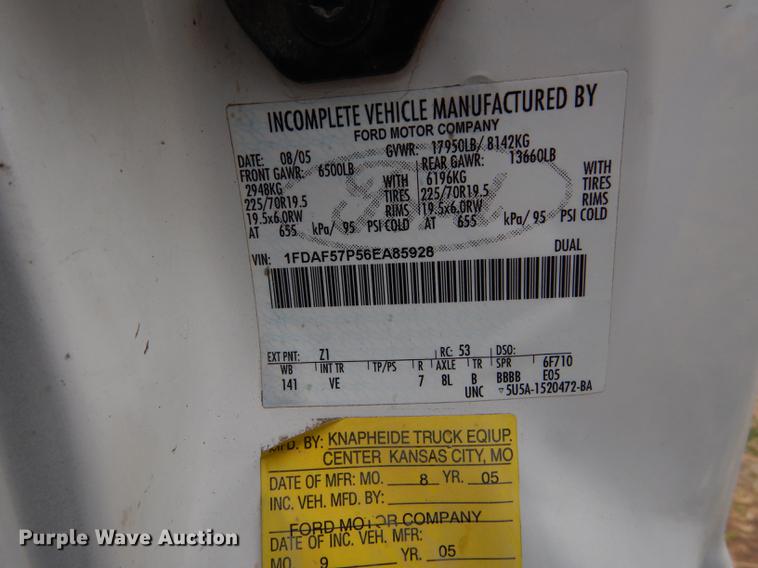 INCOMPLETE VEHICLE MANUFACTURED BY
FORD MOTOR COMPANY
DATE: 08/05 GVWR: 17950LB/ 8142KG
FRONT GAWR: 6500LB REAR GAWR: 13660LB
2948KG WITH 6196KG WITH
225/70R19.5 TIRES 225/70R19.5 TIRES
19.5x6.0RW RIMS 19.5x6.0RW RIMS
AT 655 kPa/ 95 PSI COLD AT 655 kPa/ 95 PSI COLD
VIN: 1FDAF57P56EA85928 DUAL
EXT PNT: Z1 RC: 53 DSO:
WB INT TR TP/PS R AXLE TR SPR 6F710
141 VE 7 8L B BBBB E05
UNC ▽5U5A-1520472-BA
MFD. BY: KNAPHEIDE TRUCK EQIUP.
CENTER KANSAS CITY, MO
DATE OF MFR: MO. 8 YR. 05
INC. VEH. MFD. BY:
FORD MOTOR COMPANY
DATE OF INC. VEH. MFR:
MO. 9 YR. 05
Purple Wave Auction